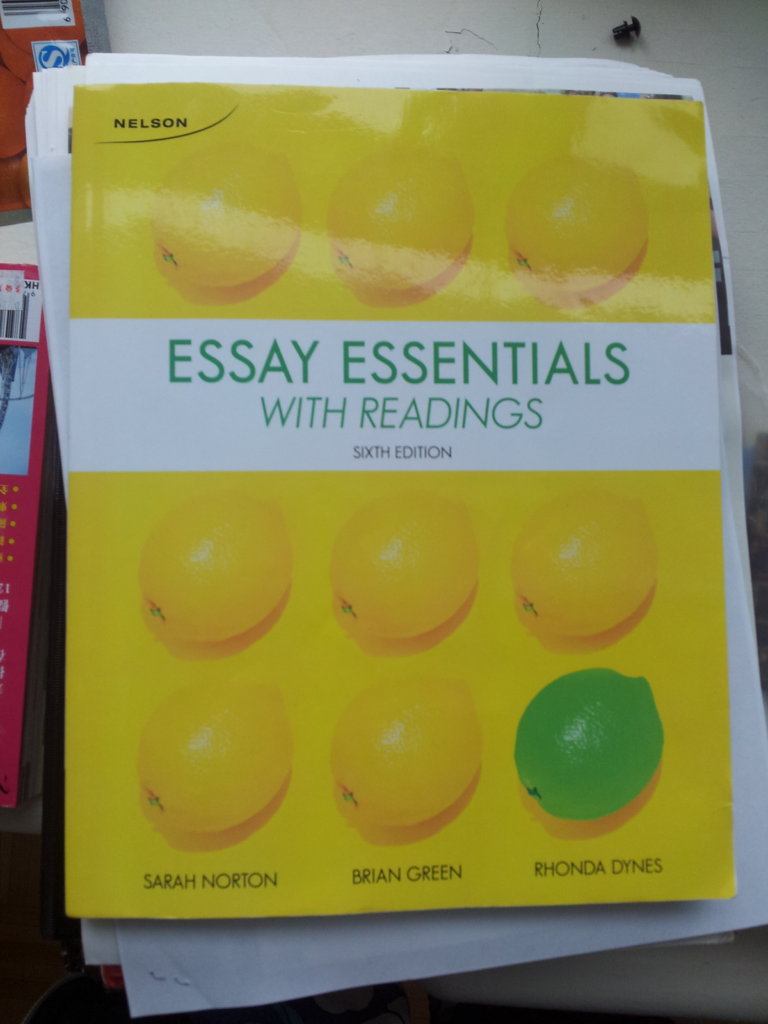 NELSON
ESSAY ESSENTIALS
WITH READINGS
SIXTH EDITION
SARAH NORTON
BRIAN GREEN
RHONDA DYNES